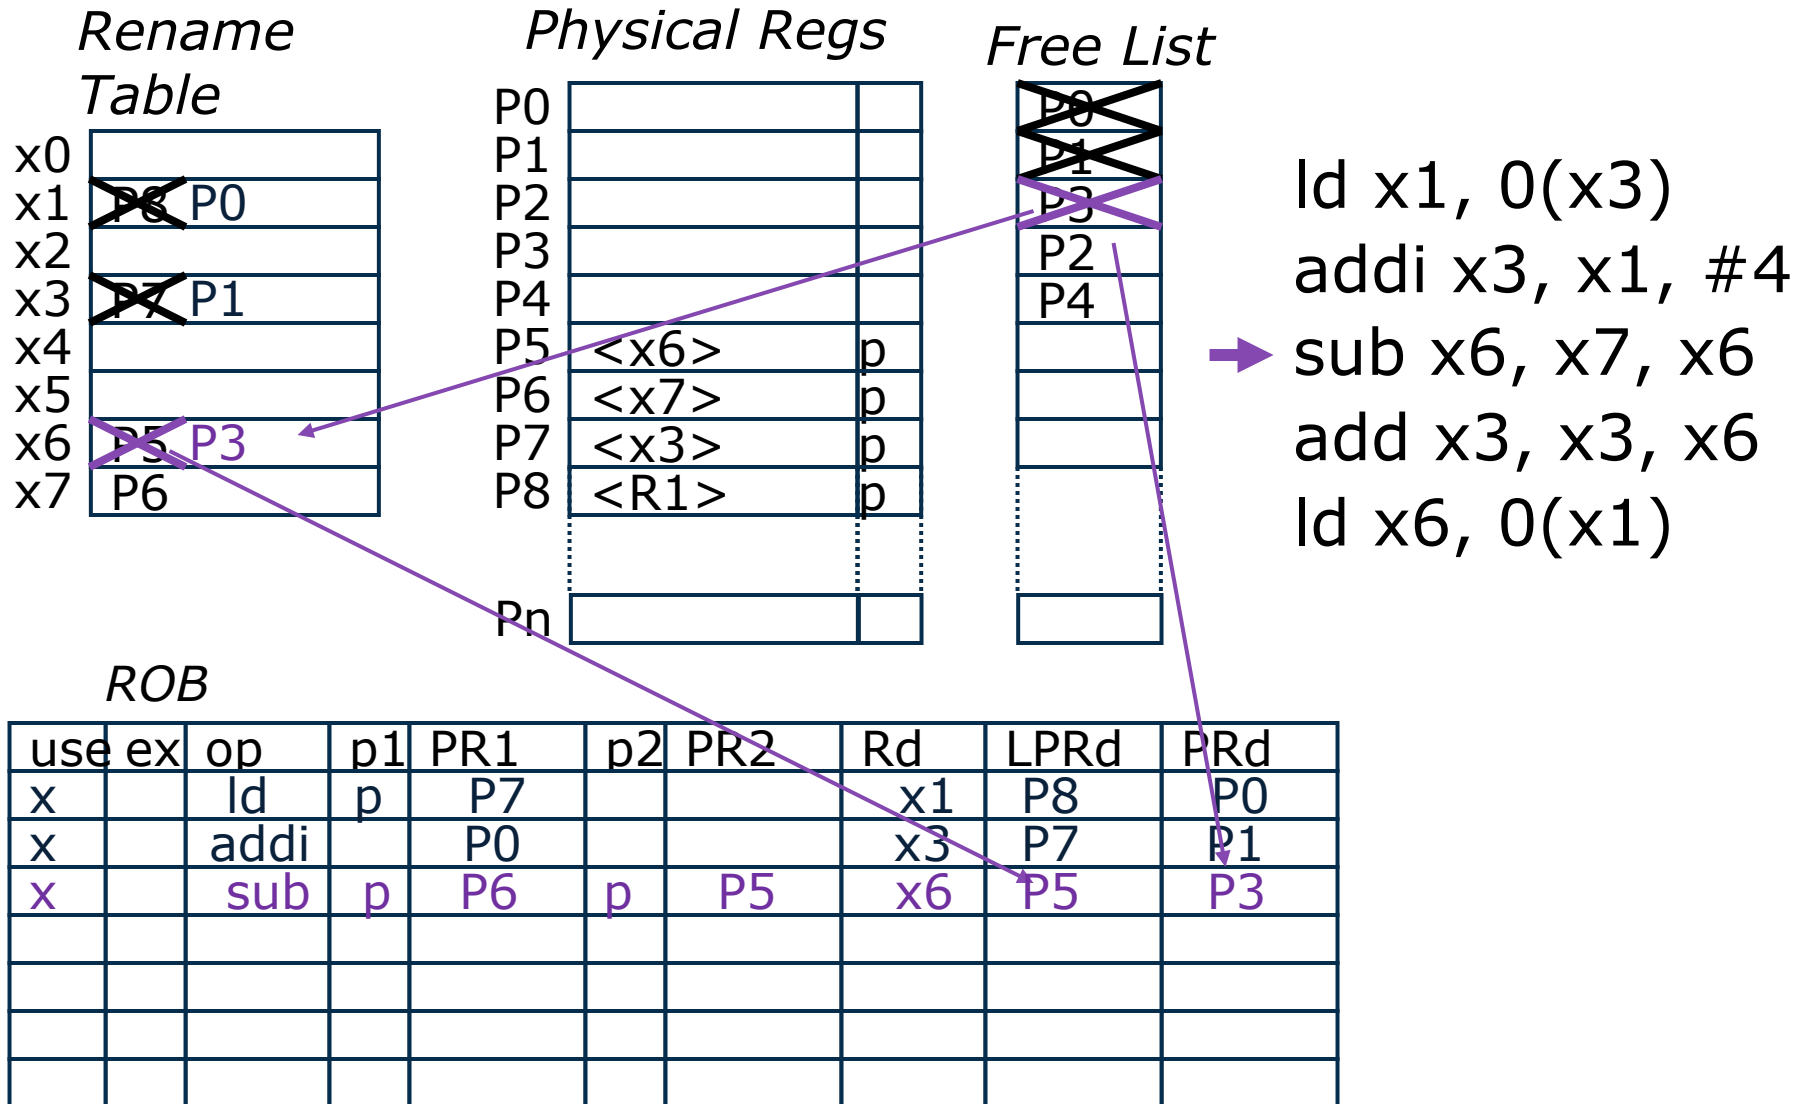 Rename
Table
x0
x1 P8 P0
x2
x3 P7 P1
x4
x5
x6 P5 P3
x7 P6
Physical Regs
P0
P1
P2
P3
P4
P5 <x6> p
P6 <x7> p
P7 <x3> p
P8 <R1> p
Pn
Free List
P0
P1
P3
P2
P4
ld x1, 0(x3)
addi x3, x1, #4
sub x6, x7, x6
add x3, x3, x6
ld x6, 0(x1)
ROB
use ex op p1 PR1 p2 PR2 Rd LPRd PRd
x ld p P7 x1 P8 P0
x addi P0 x3 P7 P1
x sub p P6 p P5 x6 P5 P3